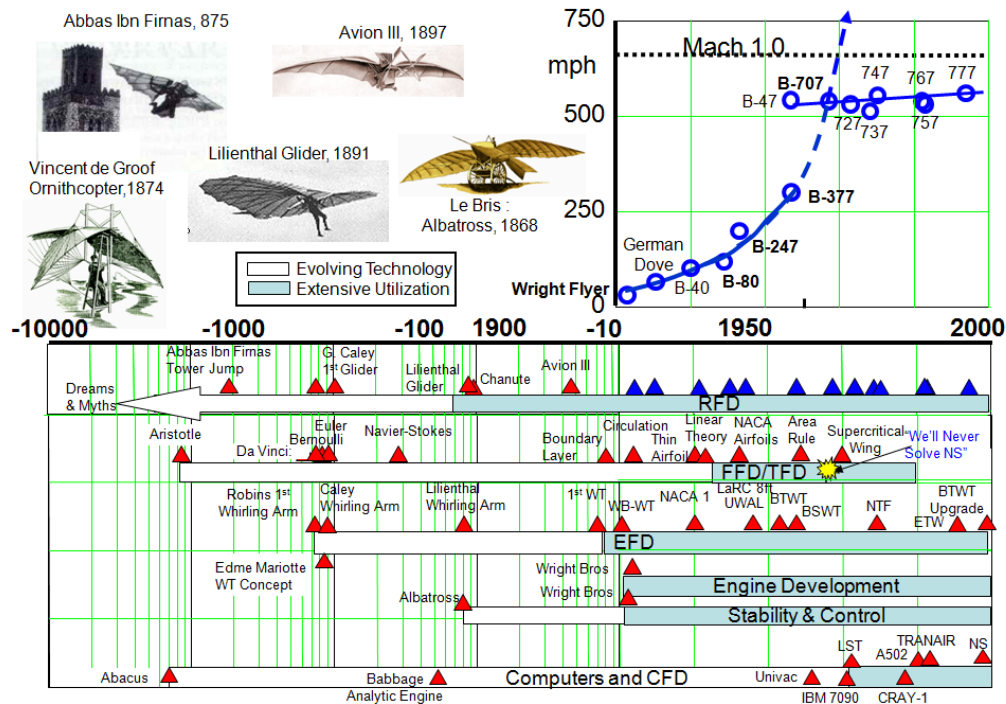 Abbas Ibn Firnas, 875
Avion III, 1897
Vincent de Groof
Ornithcopter,1874
Lilienthal Glider, 1891
Le Bris :
Albatross, 1868
Evolving Technology
Extensive Utilization
750
mph
500
250
0
Mach 1.0
B-47
B-707
727
737
747
767
757
777
B-377
B-247
German
Dove
B-40
B-80
Wright Flyer
-10000
-1000
-100
1900
-10
1950
2000
Dreams
& Myths
Abbas Ibn Firnas
Tower Jump
G. Caley
1st Glider
Lilienthal
Glider
Chanute
Avion III
RFD
Aristotle
Da Vinci:
Bernoulli
Euler
Navier-Stokes
Boundary
Layer
Circulation
Thin
Airfoil
Linear
Theory
NACA
Airfoils
Area
Rule
Supercritical
Wing
"We'll Never
Solve NS"
FFD/TFD
Robins 1st
Whirling Arm
Caley
Whirling Arm
Lilienthal
Whirling Arm
1st WT
WB-WT
NACA 1
LaRC 8ft
UWAL
BTWT
BSWT
NTF
ETW
BTWT
Upgrade
EFD
Edme Mariotte
WT Concept
Wright Bros
Engine Development
Albatross
Wright Bros
Stability & Control
Abacus
Babbage
Analytic Engine
Computers and CFD
Univac
IBM 7090
LST
A502
CRAY-1
TRANAIR
NS